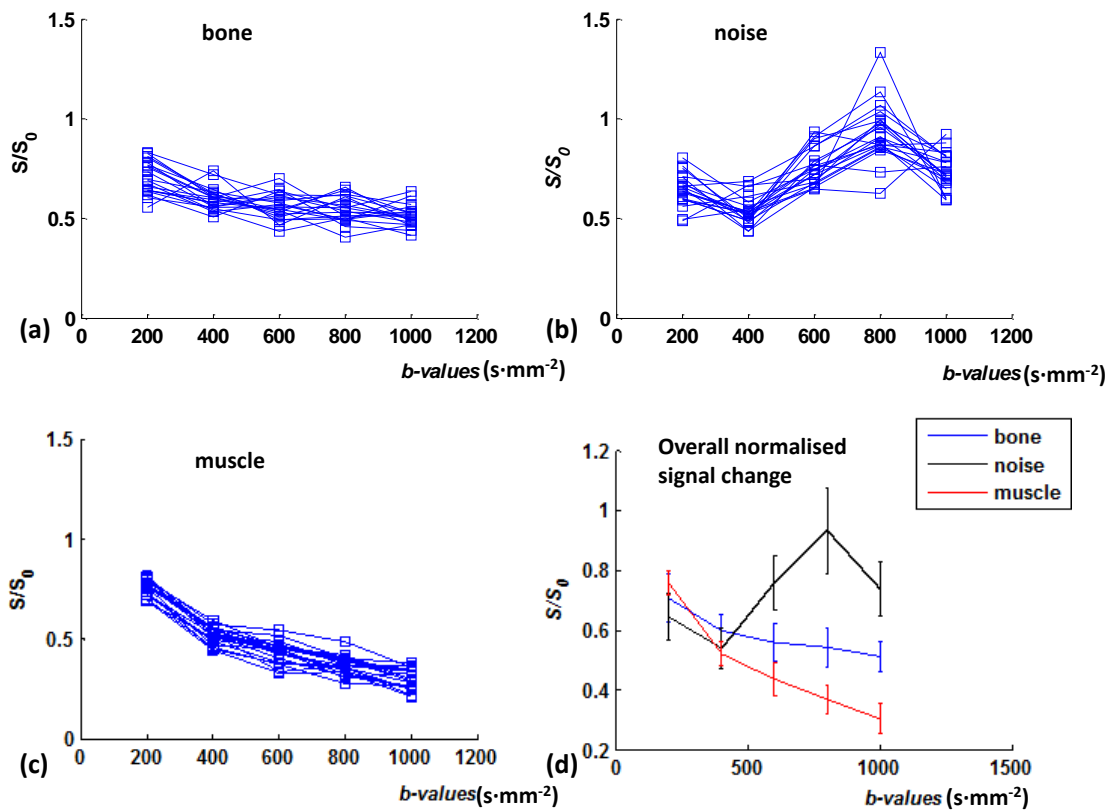 1.5
bone
1
S/S0
0.5
0
0 200 400 600 800 1000 1200
(a)
b-values (s·mm-2)
1.5
noise
1
S/S0
0.5
0
0 200 400 600 800 1000 1200
(b)
b-values (s·mm-2)
1.5
muscle
1
S/S0
0.5
0
0 200 400 600 800 1000 1200
(c)
b-values (s·mm-2)
bone
noise
muscle
1.2
Overall normalised
signal change
1
0.8
S/S0
0.6
0.4
0.2
0 500 1000 1500
(d)
b-values (s·mm-2)